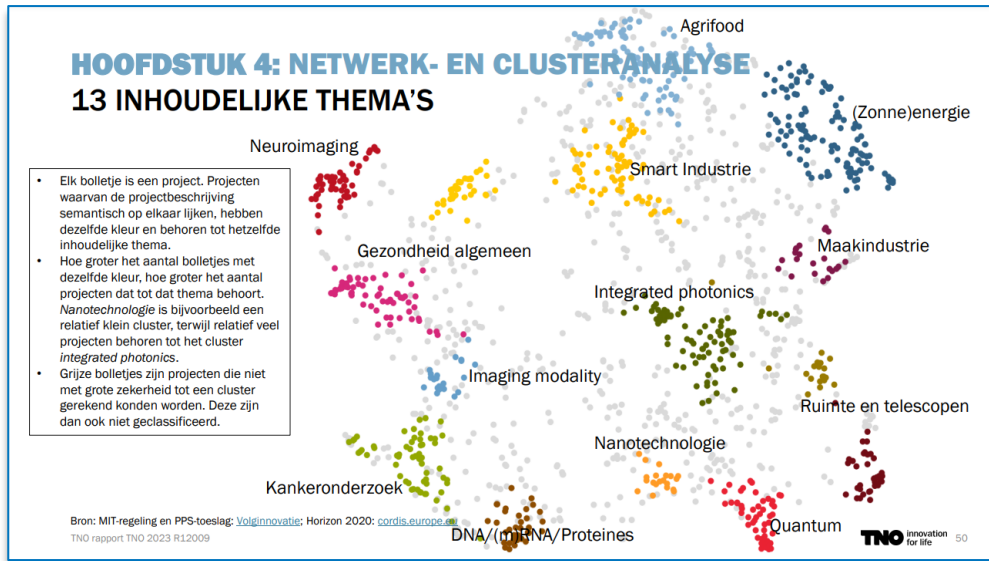 HOOFDSTUK 4: NETWERK- EN CLUSTERANALYSE
13 INHOUDELIJKE THEMA'S
Agrifood
(Zonne)energie
Neuroimaging
Smart Industrie
• Elk bolletje is een project. Projecten
waarvan de projectbeschrijving
semantisch op elkaar lijken, hebben
dezelfde kleur en behoren tot hetzelfde
inhoudelijke thema.
• Hoe groter het aantal bolletjes met
dezelfde kleur, hoe groter het aantal
projecten dat tot dat thema behoort.
Nanotechnologie is bijvoorbeeld een
relatief klein cluster, terwijl relatief veel
projecten behoren tot het cluster
integrated photonics.
• Grijze bolletjes zijn projecten die niet
met grote zekerheid tot een cluster
gerekend konden worden. Deze zijn
dan ook niet geclassificeerd.
Gezondheid algemeen
Maakindustrie
Integrated photonics
Imaging modality
Ruimte en telescopen
Nanotechnologie
Kankeronderzoek
Quantum
DNA/(m)RNA/Proteines
Bron: MIT-regeling en PPS-toeslag: Volginnovatie; Horizon 2020: cordis.europe.eu
TNO rapport TNO 2023 R12009
TNO innovation
for life
50